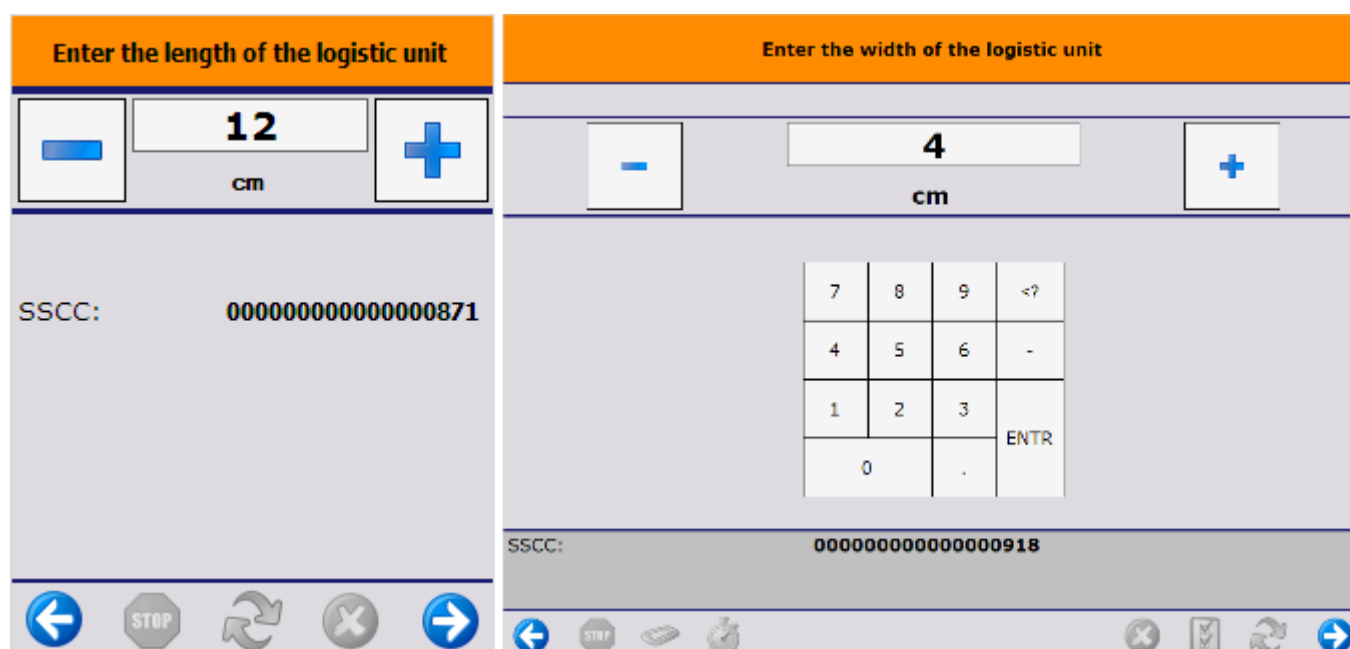 Enter the length of the logistic unit
12
cm
SSCC: 000000000000000871
STOP
Enter the width of the logistic unit
4
cm
7 8 9 <?
4 5 6 -
1 2 3
ENTR
0 .
SSCC: 000000000000000918
STOP